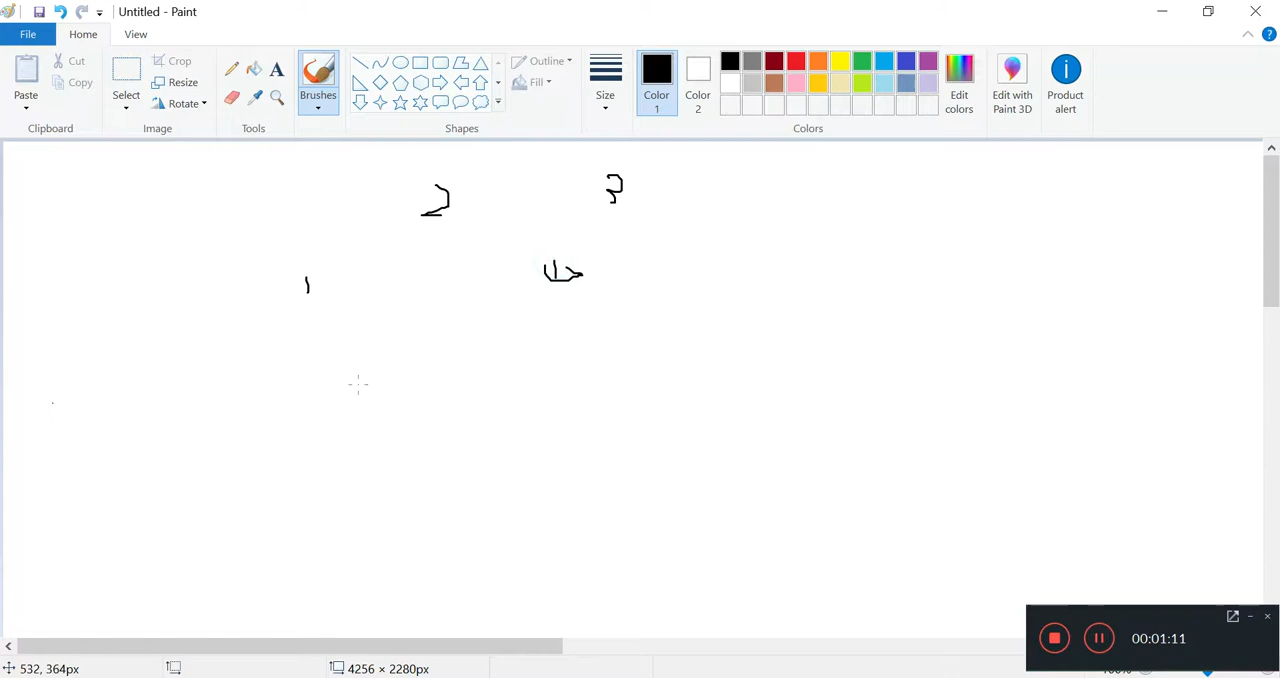 Untitled - Paint
File Home View
Paste
Cut
Copy
Clipboard
Select
Crop
Resize
Rotate
Image
Tools
Brushes
Shapes
Outline
Fill
Size
Color 1
Color 2
Edit colors
Colors
Edit with Paint 3D
Product alert
2
1
00:01:11
532, 364px
4256 × 2280px